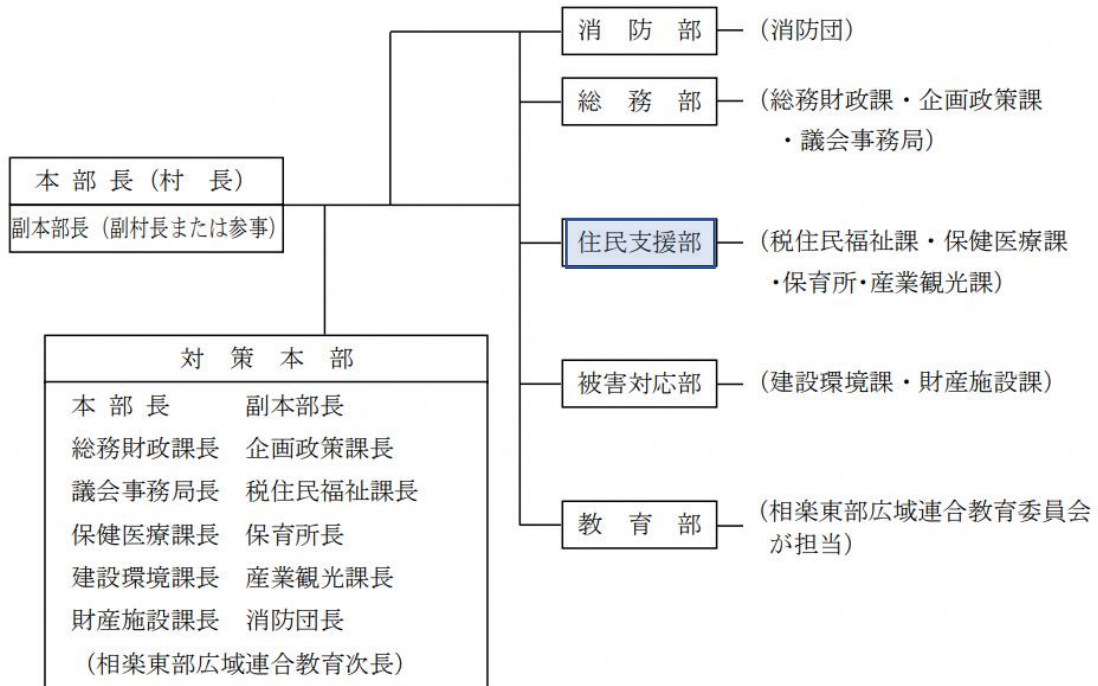 消 防 部 (消防団)
総 務 部 (総務財政課・企画政策課
・議会事務局)
本 部 長 (村 長)
副本部長 (副村長または参事)
住民支援部 (税住民福祉課・保健医療課
・保育所・産業観光課)
対 策 本 部
被害対応部 (建設環境課・財産施設課)
本 部 長 副本部長
総務財政課長 企画政策課長
議会事務局長 税住民福祉課長
保健医療課長 保育所長
建設環境課長 産業観光課長
財産施設課長 消防団長
(相楽東部広域連合教育次長)
教 育 部 (相楽東部広域連合教育委員会
が担当)